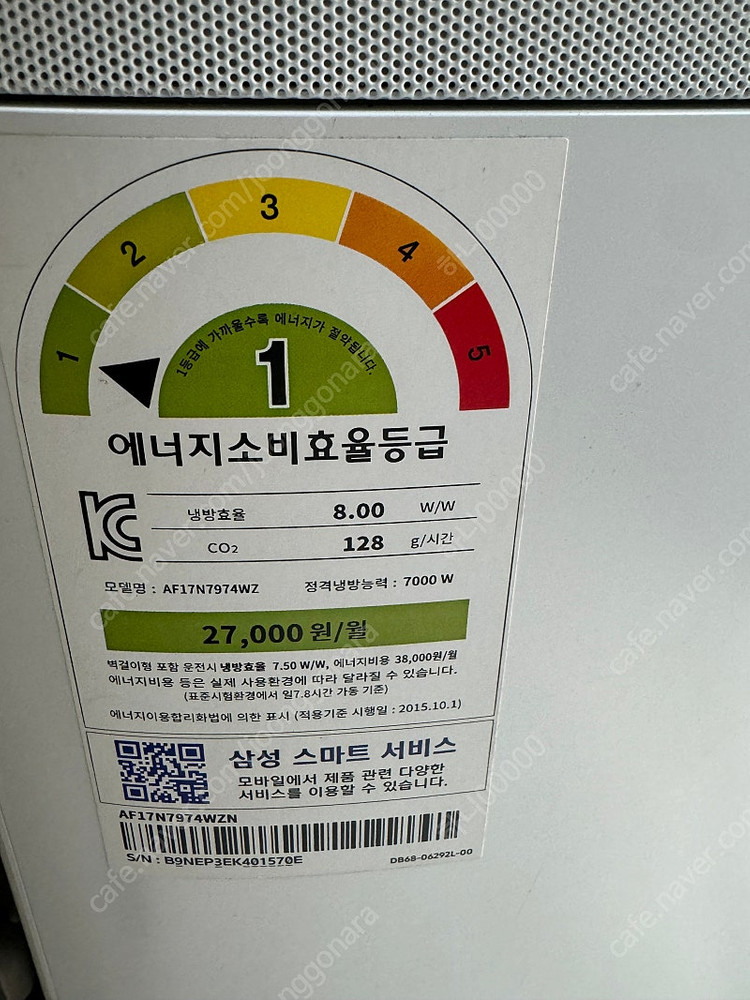 1
2
3
4
5
1등급에 가까울수록 에너지가 절약됩니다.
1
에너지소비효율등급
냉방효율 8.00 W/W
CO2 128 g/시간
모델명 : AF17N7974WZ 정격냉방능력 : 7000 W
27,000원/월
벽걸이형 포함 운전시 냉방효율 7.50 W/W, 에너지비용 38,000원/월
에너지비용 등은 실제 사용환경에 따라 달라질 수 있습니다.
(표준시험환경에서 일7.8시간 가동 기준)
에너지이용합리화법에 의한 표시 (적용기준 시행일 : 2015.10.1)
삼성 스마트 서비스
모바일에서 제품 관련 다양한
서비스를 이용할 수 있습니다.
AF17N7974WZN
S/N : B9NEP3EK401570E
DB68-06292L-00
cafe.naver.com/joonggonara